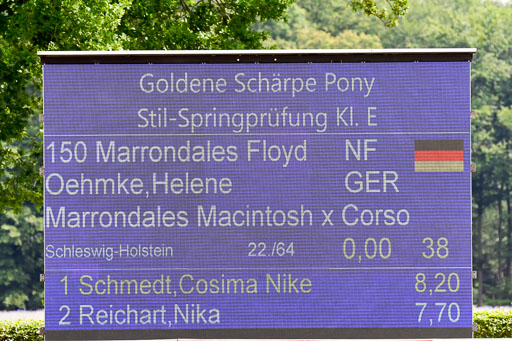 Goldene Schärpe Pony
Stil-Springprüfung Kl. E
150 Marrondales Floyd NF
Oehmke,Helene GER
Marrondales Macintosh x Corso
Schleswig-Holstein 22./64 0,00 38
1 Schmedt,Cosima Nike 8,20
2 Reichart,Nika 7,70